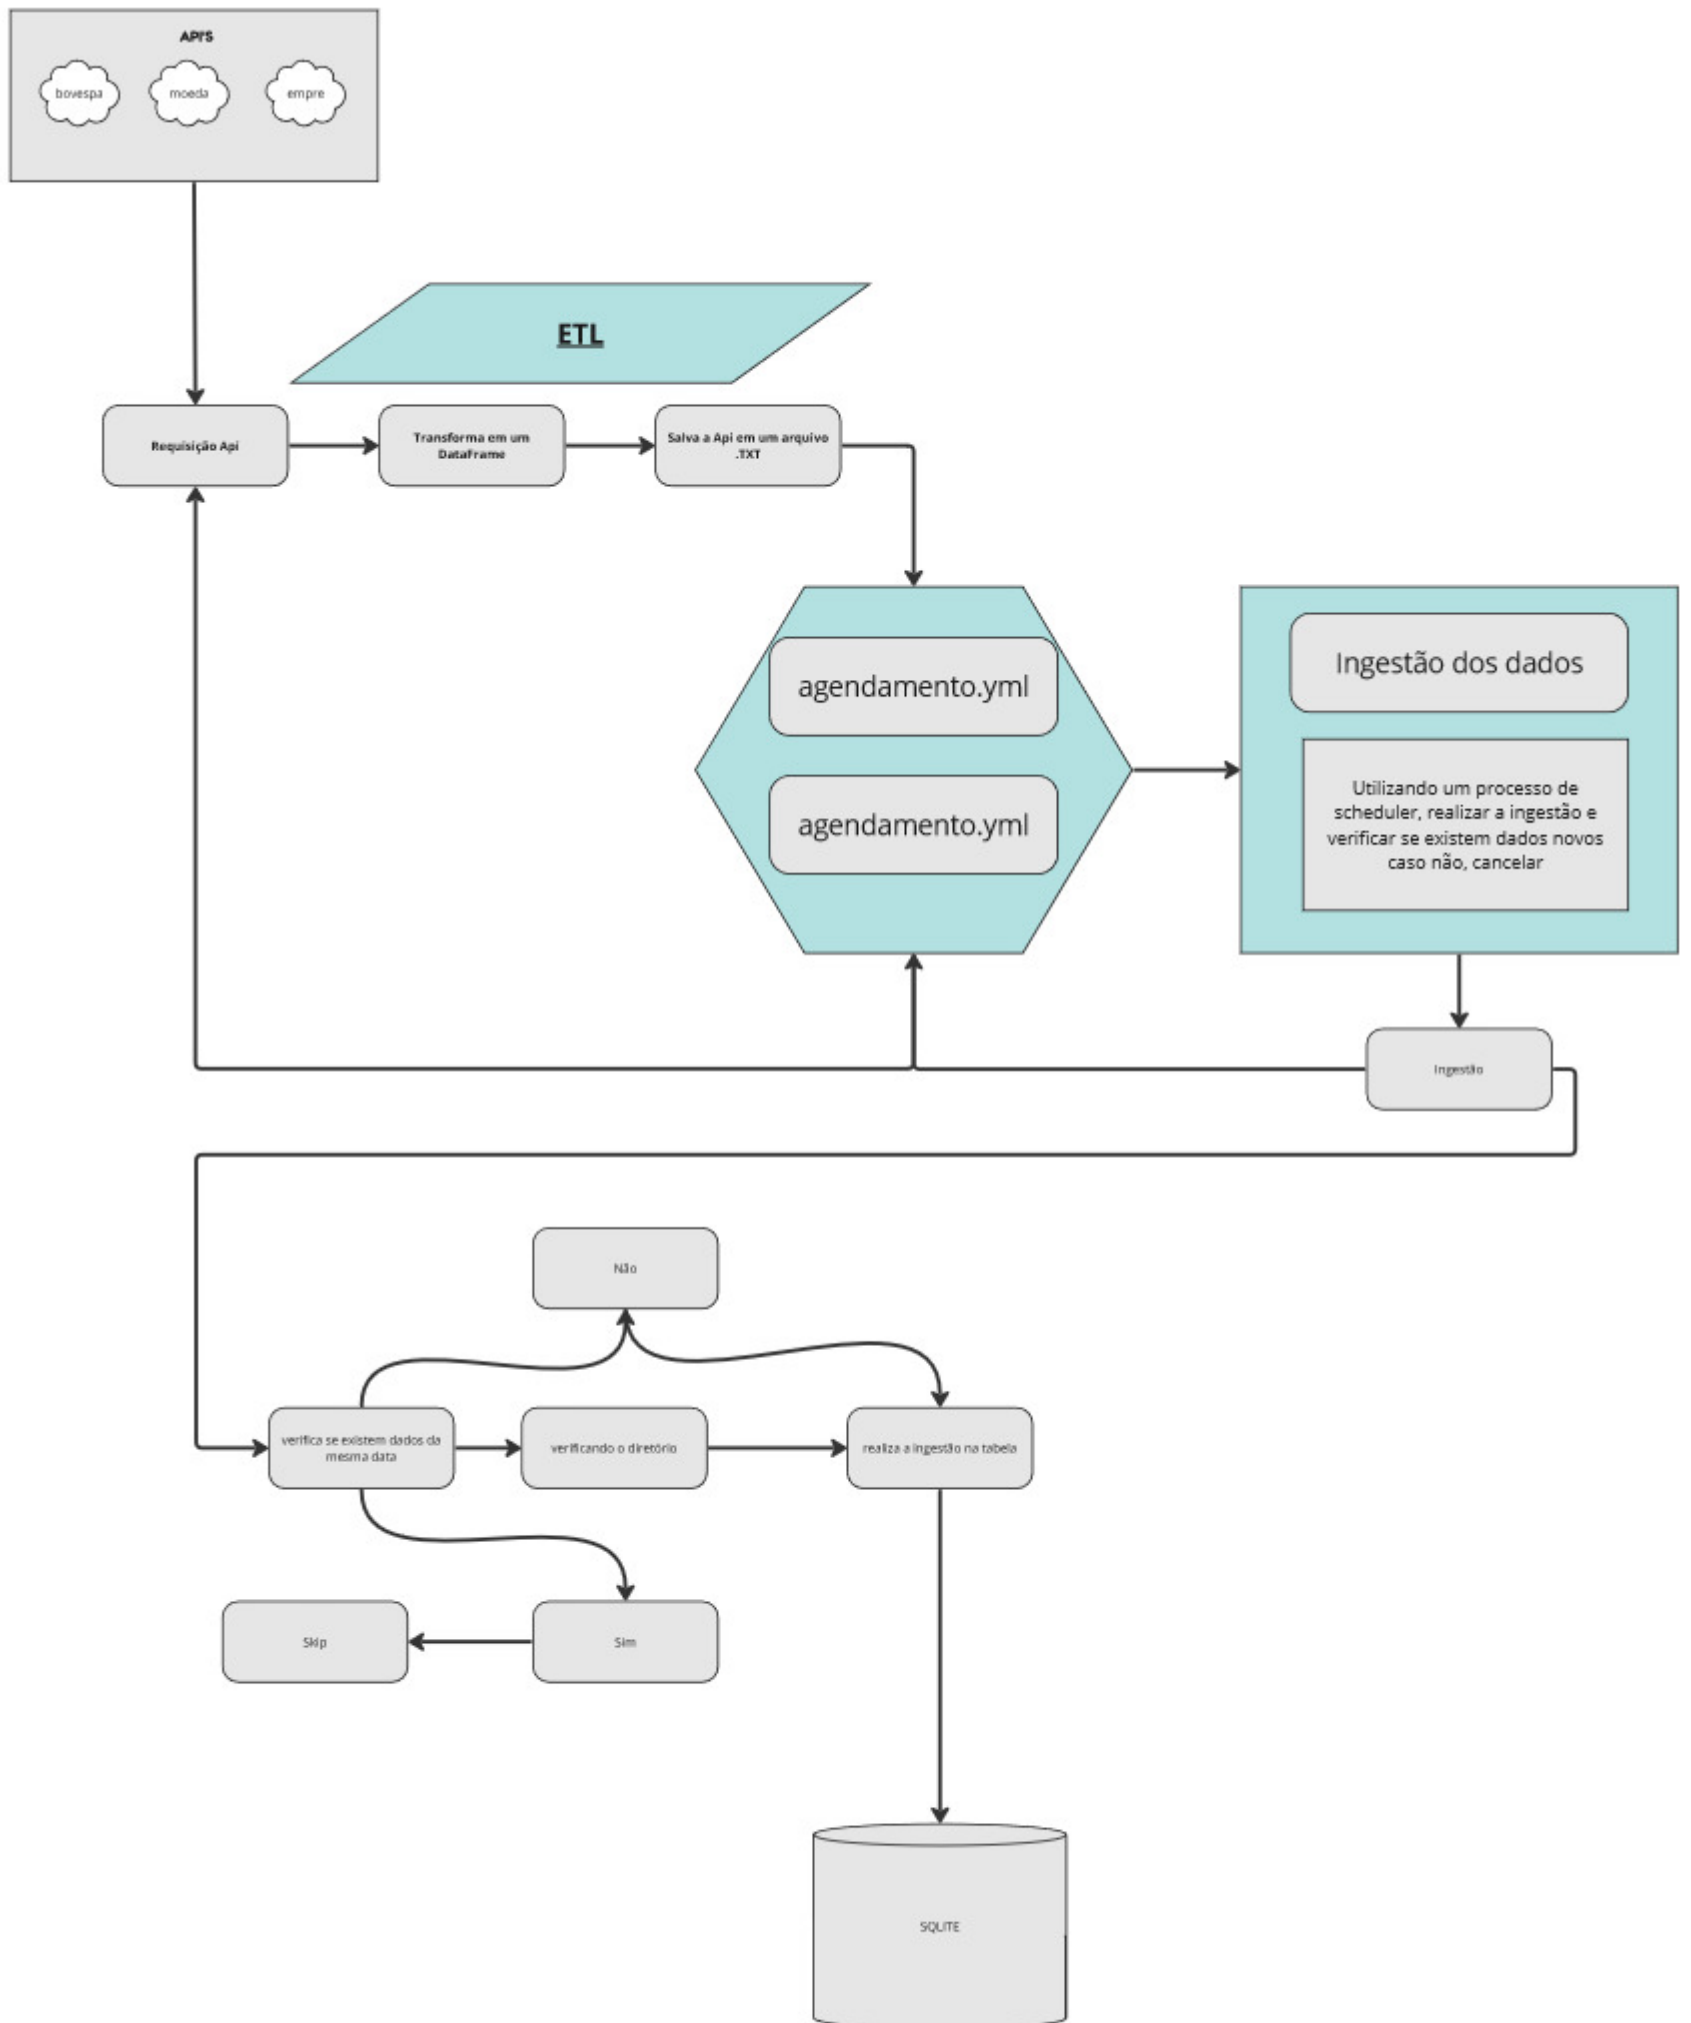 API'S
bovespa
moeda
empre
ETL
Requisição Api
Transforma em um
DataFrame
Salva a Api em um arquivo
.TXT
agendamento.yml
agendamento.yml
Ingestão dos dados
Utilizando um processo de
scheduler, realizar a ingestão e
verificar se existem dados novos
caso não, cancelar
Ingestão
Não
verifica se existem dados da
mesma data
verificando o diretório
realiza a ingestão na tabela
Skip
Sim
SQLITE